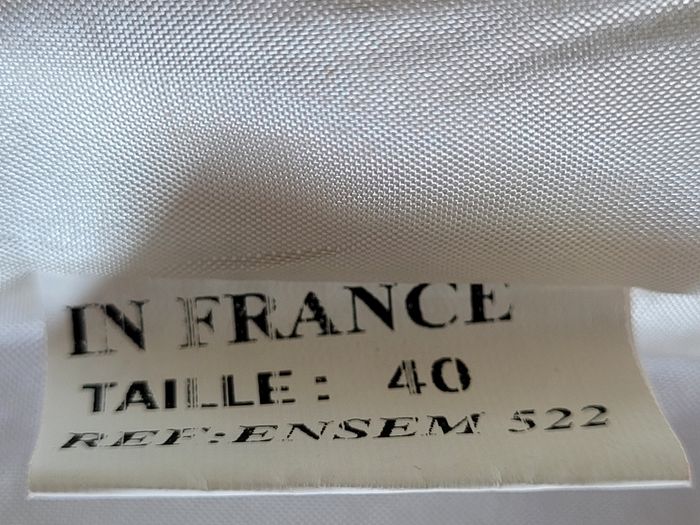 IN FRANCE
TAILLE : 40
REF:ENSEM 522